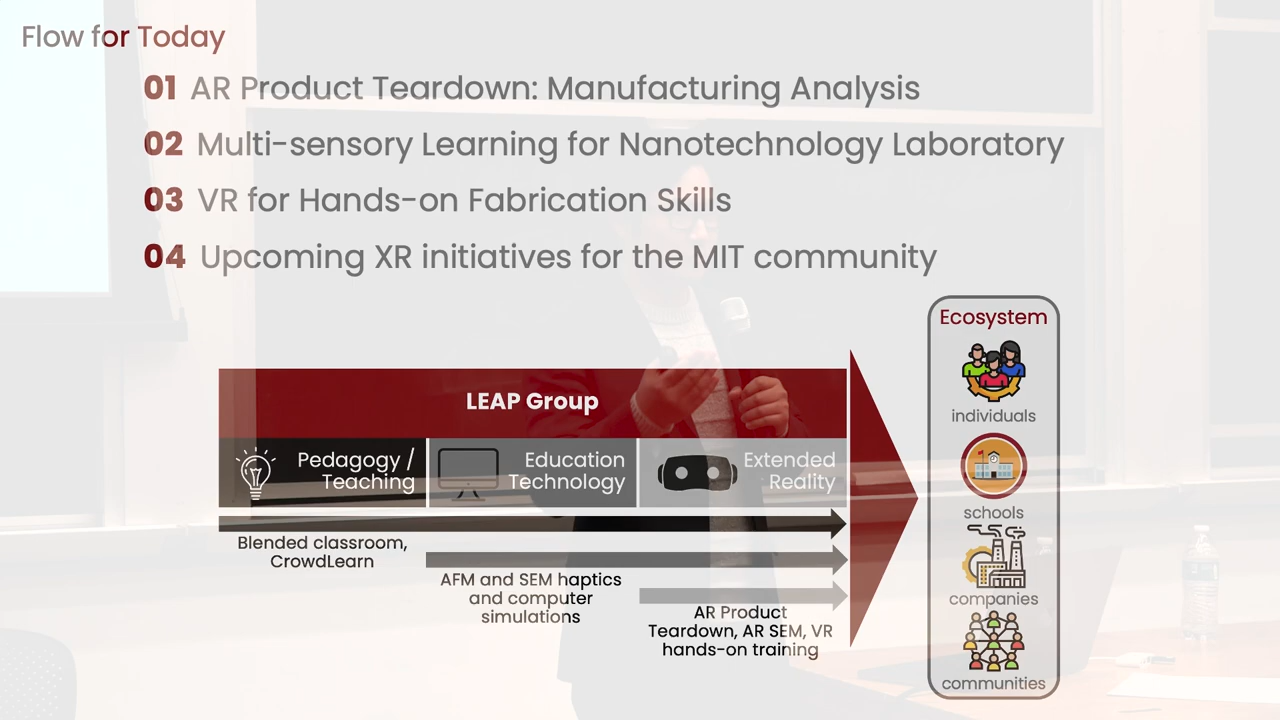 Flow for Today
01 AR Product Teardown: Manufacturing Analysis
02 Multi-sensory Learning for Nanotechnology Laboratory
03 VR for Hands-on Fabrication Skills
04 Upcoming XR initiatives for the MIT community
LEAP Group
Pedagogy /
Teaching
Education
Technology
Extended
Reality
Blended classroom,
CrowdLearn
AFM and SEM haptics
and computer
simulations
AR Product
Teardown, AR SEM, VR
hands-on training
Ecosystem
individuals
schools
companies
communities